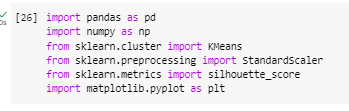 [26] import pandas as pd
import numpy as np
from sklearn.cluster import KMeans
from sklearn.preprocessing import StandardScaler
from sklearn.metrics import silhouette_score
import matplotlib.pyplot as plt